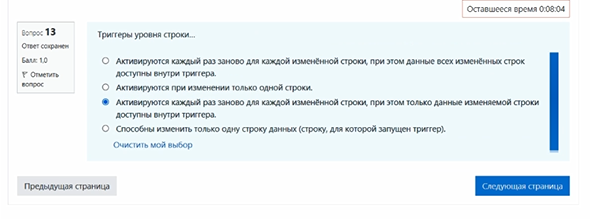 Оставшееся время 0:08:04
Вопрос 13
Ответ сохранен
Балл: 1,0
Отметить
вопрос
Триггеры уровня строки...
Активируются каждый раз заново для каждой изменённой строки, при этом данные всех изменённых строк
доступны внутри триггера.
Активируются при изменении только одной строки.
Активируются каждый раз заново для каждой изменённой строки, при этом только данные изменяемой строки
доступны внутри триггера.
Способны изменить только одну строку данных (строку, для которой запущен триггер).
Очистить мой выбор
Предыдущая страница
Следующая страница